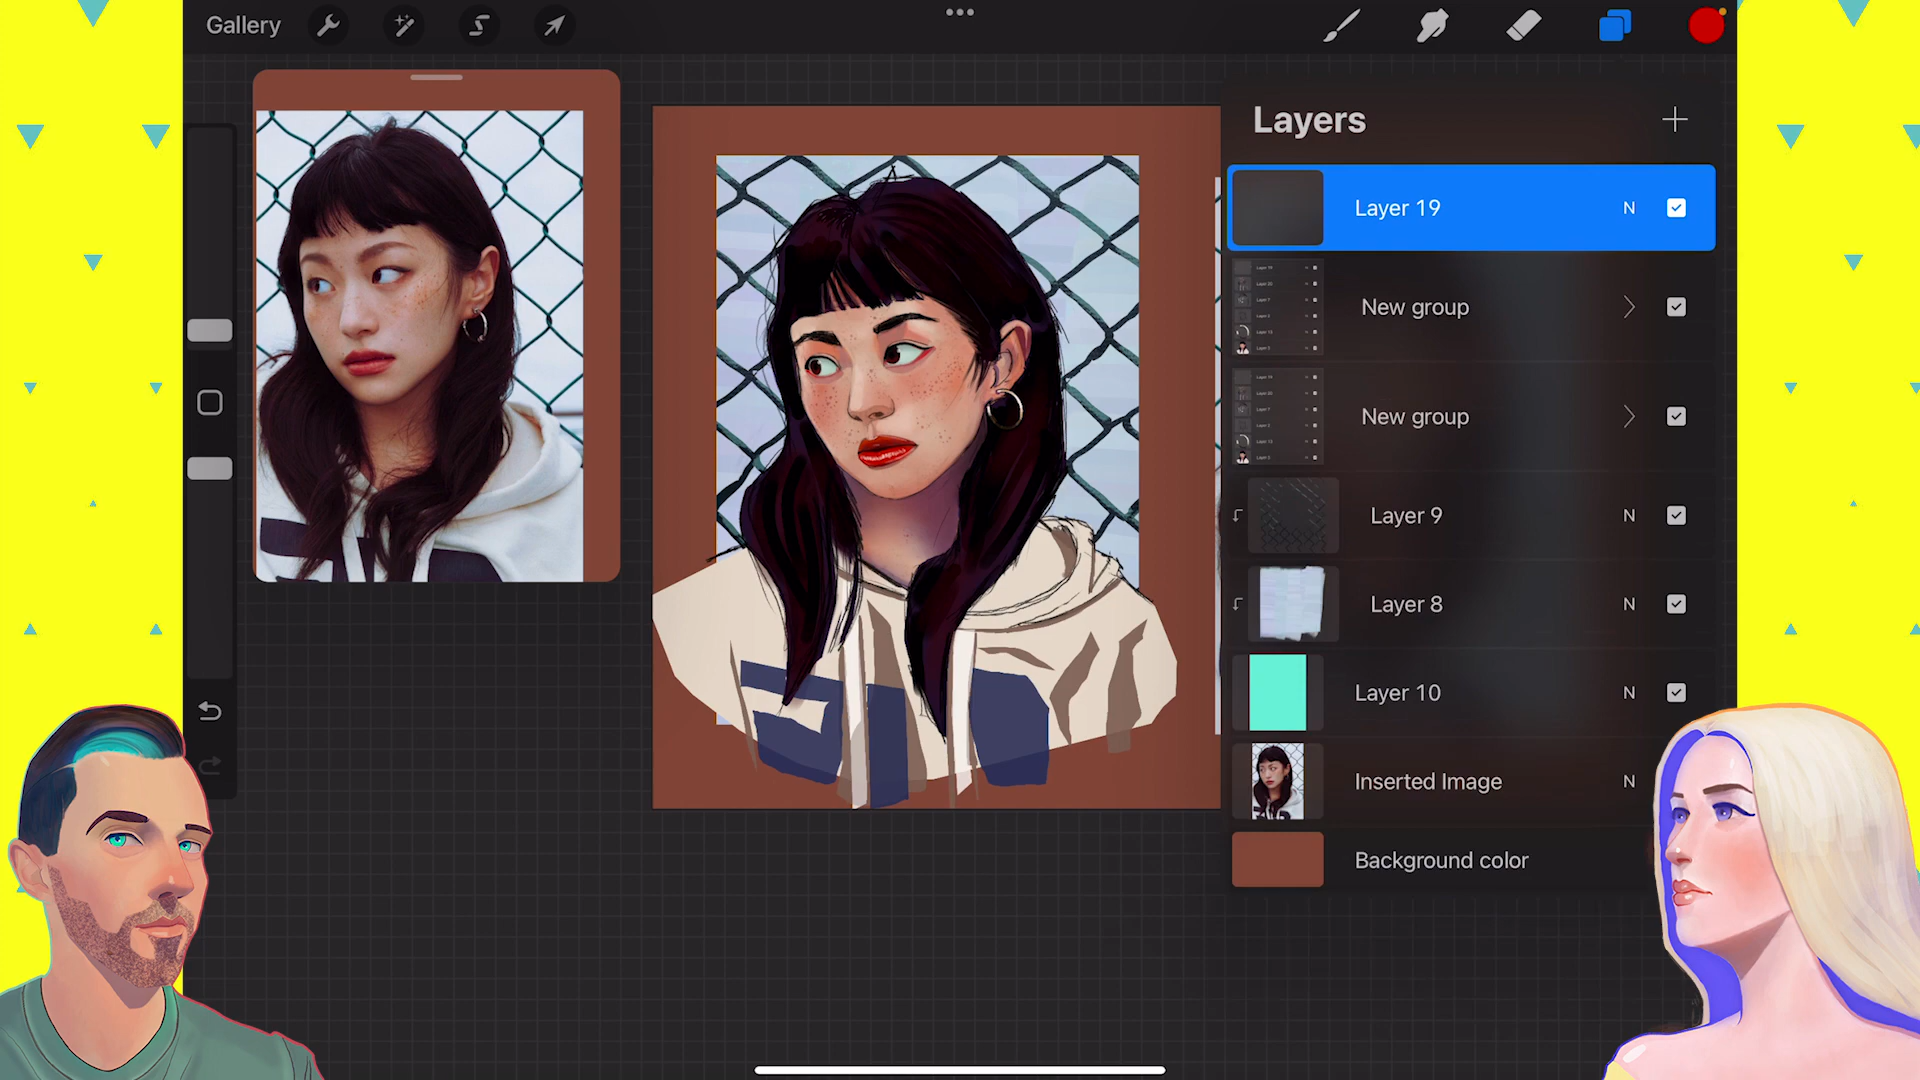 Gallery
Layers
Layer 19 N
New group
New group
Layer 9 N
Layer 8 N
Layer 10 N
Inserted Image N
Background color